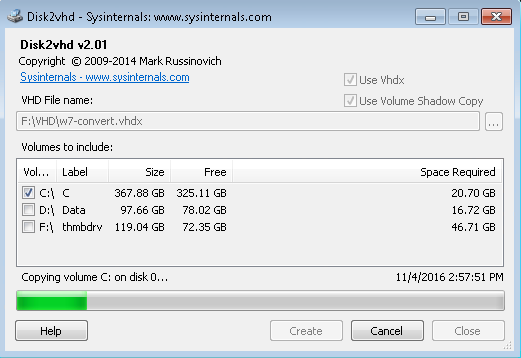 Disk2vhd - Sysinternals: www.sysinternals.com
Disk2vhd v2.01
Copyright © 2009-2014 Mark Russinovich
Sysinternals - www.sysinternals.com
Use Vhdx
VHD File name:
Use Volume Shadow Copy
F:\VHD\w7-convert.vhdx
...
Volumes to include:
Vol... Label Size Free Space Required
C:\ C 367.88 GB 325.11 GB 20.70 GB
D:\ Data 97.66 GB 78.02 GB 16.72 GB
F:\ thmbdrv 119.04 GB 72.35 GB 46.71 GB
Copying volume C: on disk 0... 11/4/2016 2:57:51 PM
Help Create Cancel Close